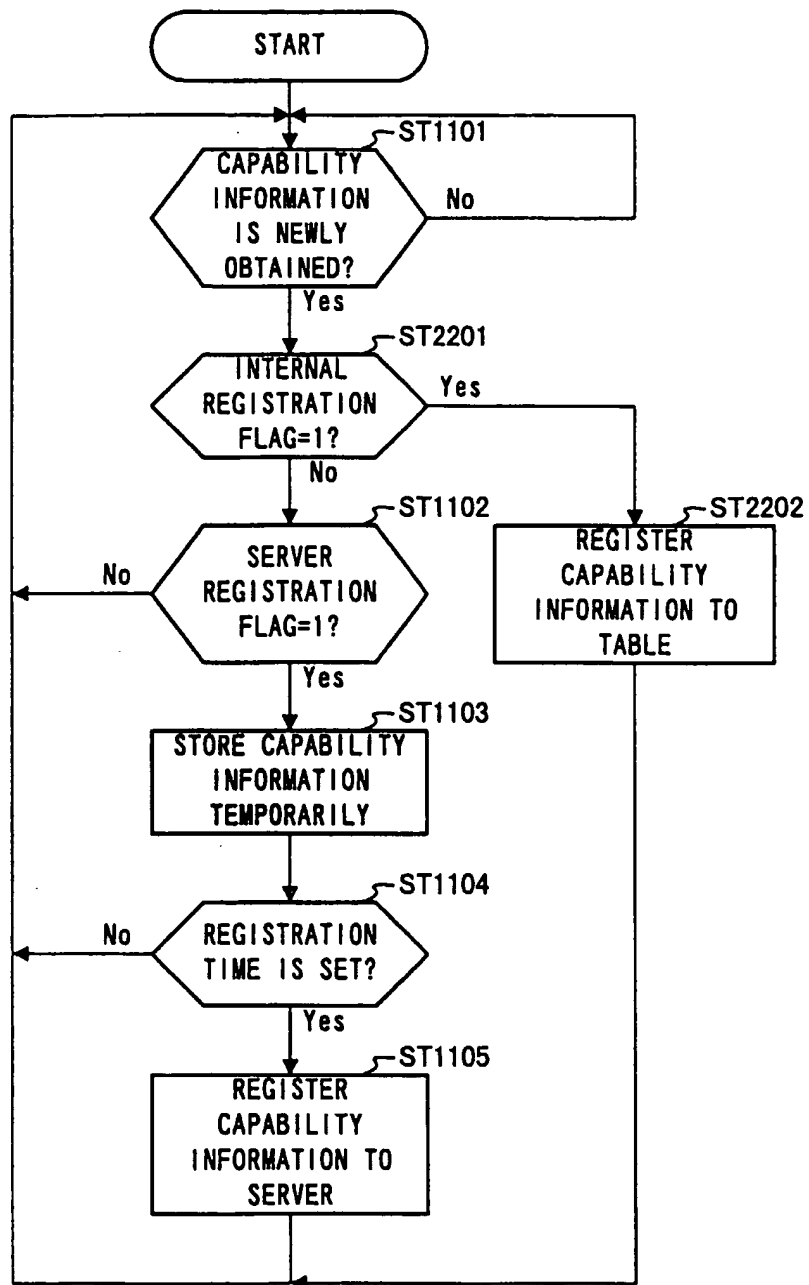 START
ST1101
CAPABILITY
INFORMATION
IS NEWLY
OBTAINED?
No
Yes
ST2201
INTERNAL
REGISTRATION
FLAG=1?
Yes
No
ST1102
SERVER
REGISTRATION
FLAG=1?
No
Yes
ST2202
REGISTER
CAPABILITY
INFORMATION TO
TABLE
ST1103
STORE CAPABILITY
INFORMATION
TEMPORARILY
ST1104
REGISTRATION
TIME IS SET?
No
Yes
ST1105
REGISTER
CAPABILITY
INFORMATION TO
SERVER